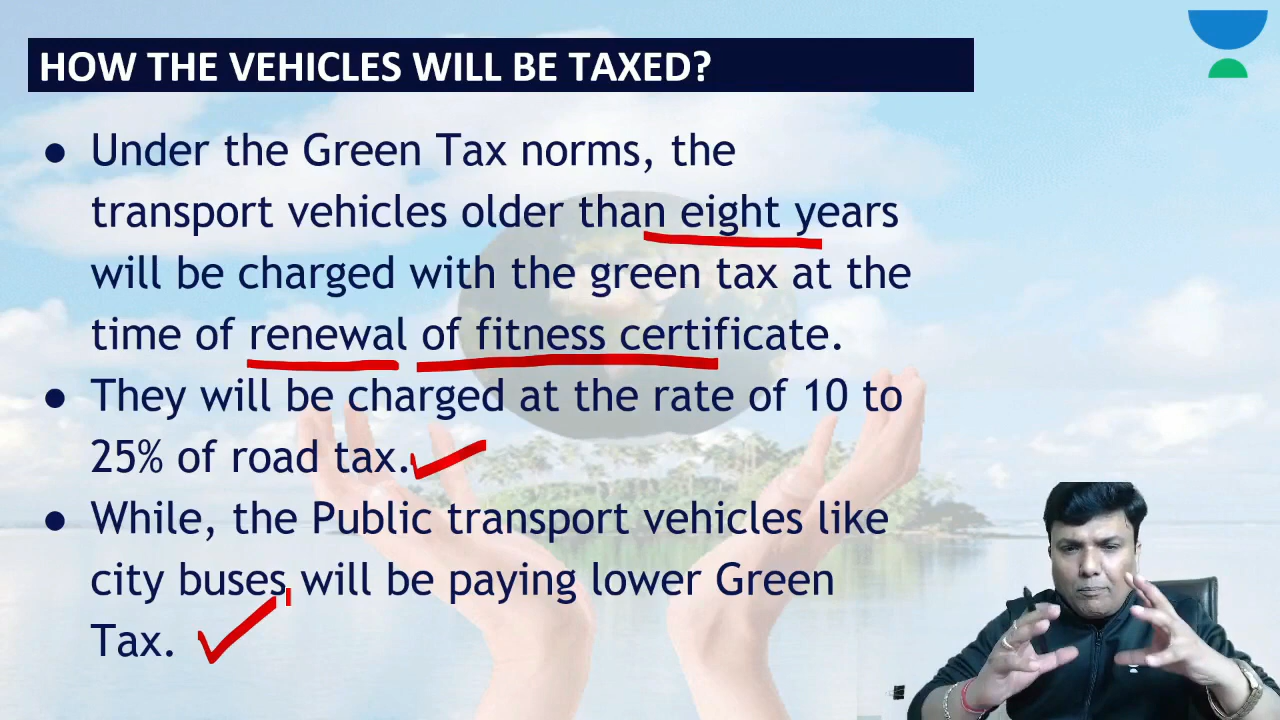 HOW THE VEHICLES WILL BE TAXED?
● Under the Green Tax norms, the
transport vehicles older than eight years
will be charged with the green tax at the
time of renewal of fitness certificate.
● They will be charged at the rate of 10 to
25% of road tax.
● While, the Public transport vehicles like
city buses will be paying lower Green
Tax.